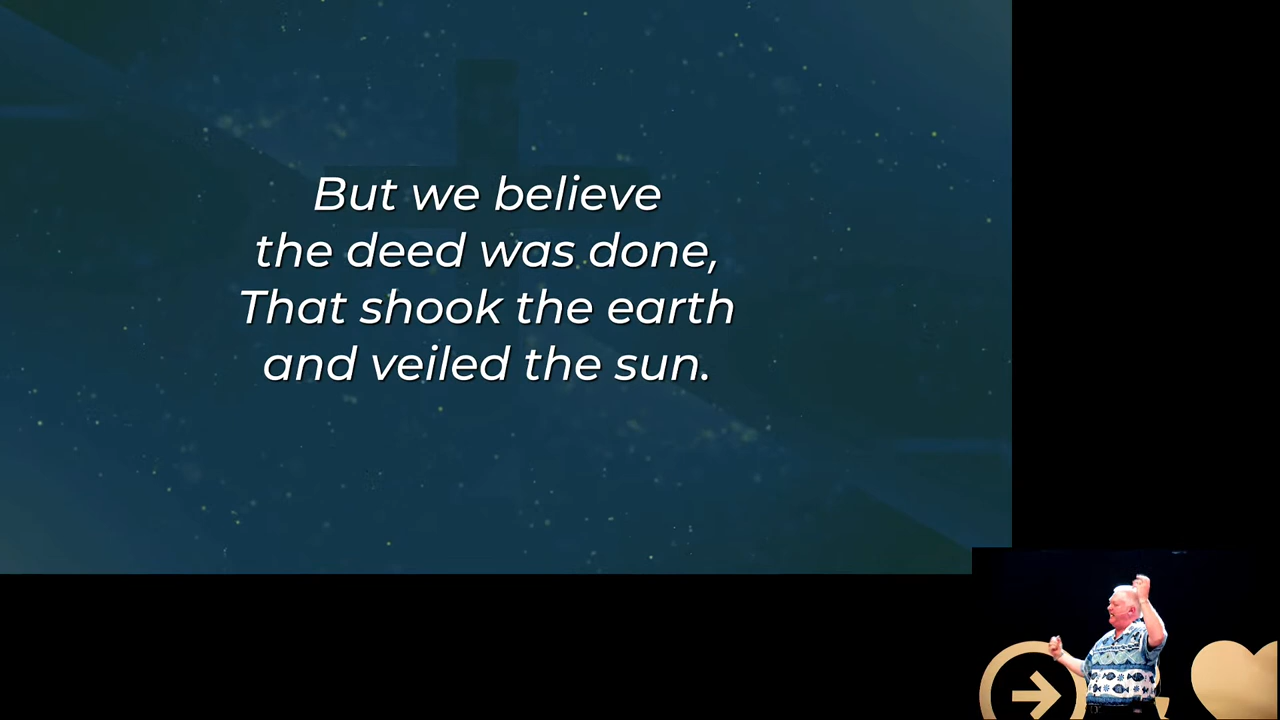 But we believe
the deed was done,
That shook the earth
and veiled the sun.